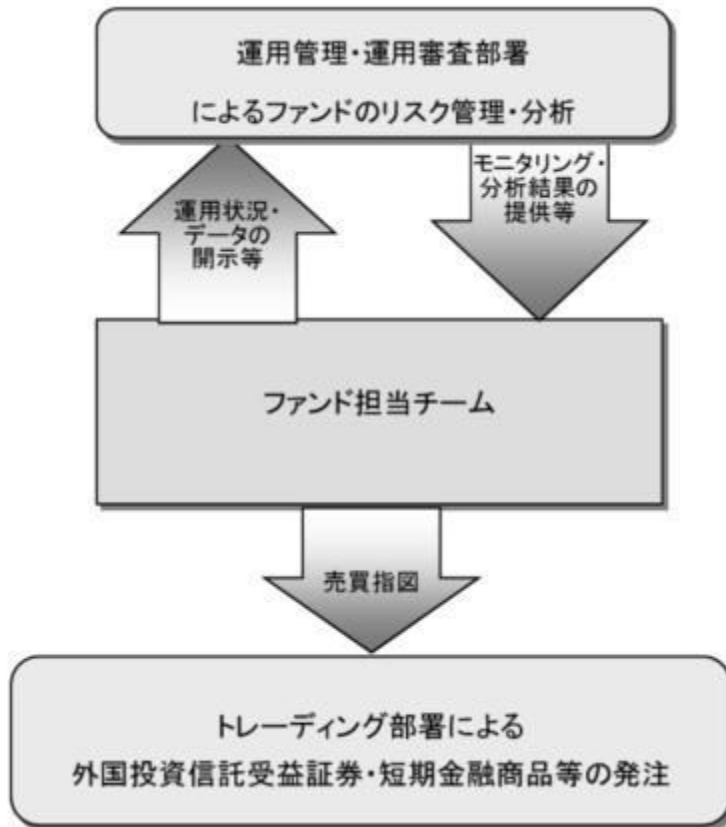 運用管理・運用審査部署
によるファンドのリスク管理・分析
運用状況・
データの
開示等
モニタリング・
分析結果の
提供等
ファンド担当チーム
売買指図
トレーディング部署による
外国投資信託受益証券・短期金融商品等の発注